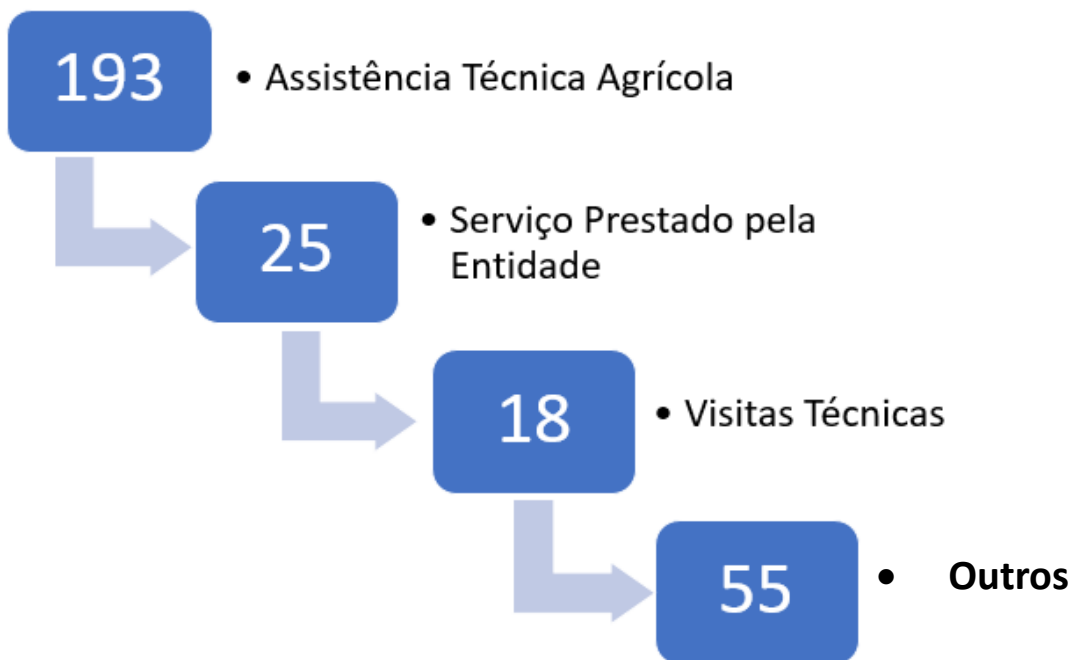 193
• Assistência Técnica Agrícola
25
• Serviço Prestado pela
Entidade
18
• Visitas Técnicas
55
• Outros